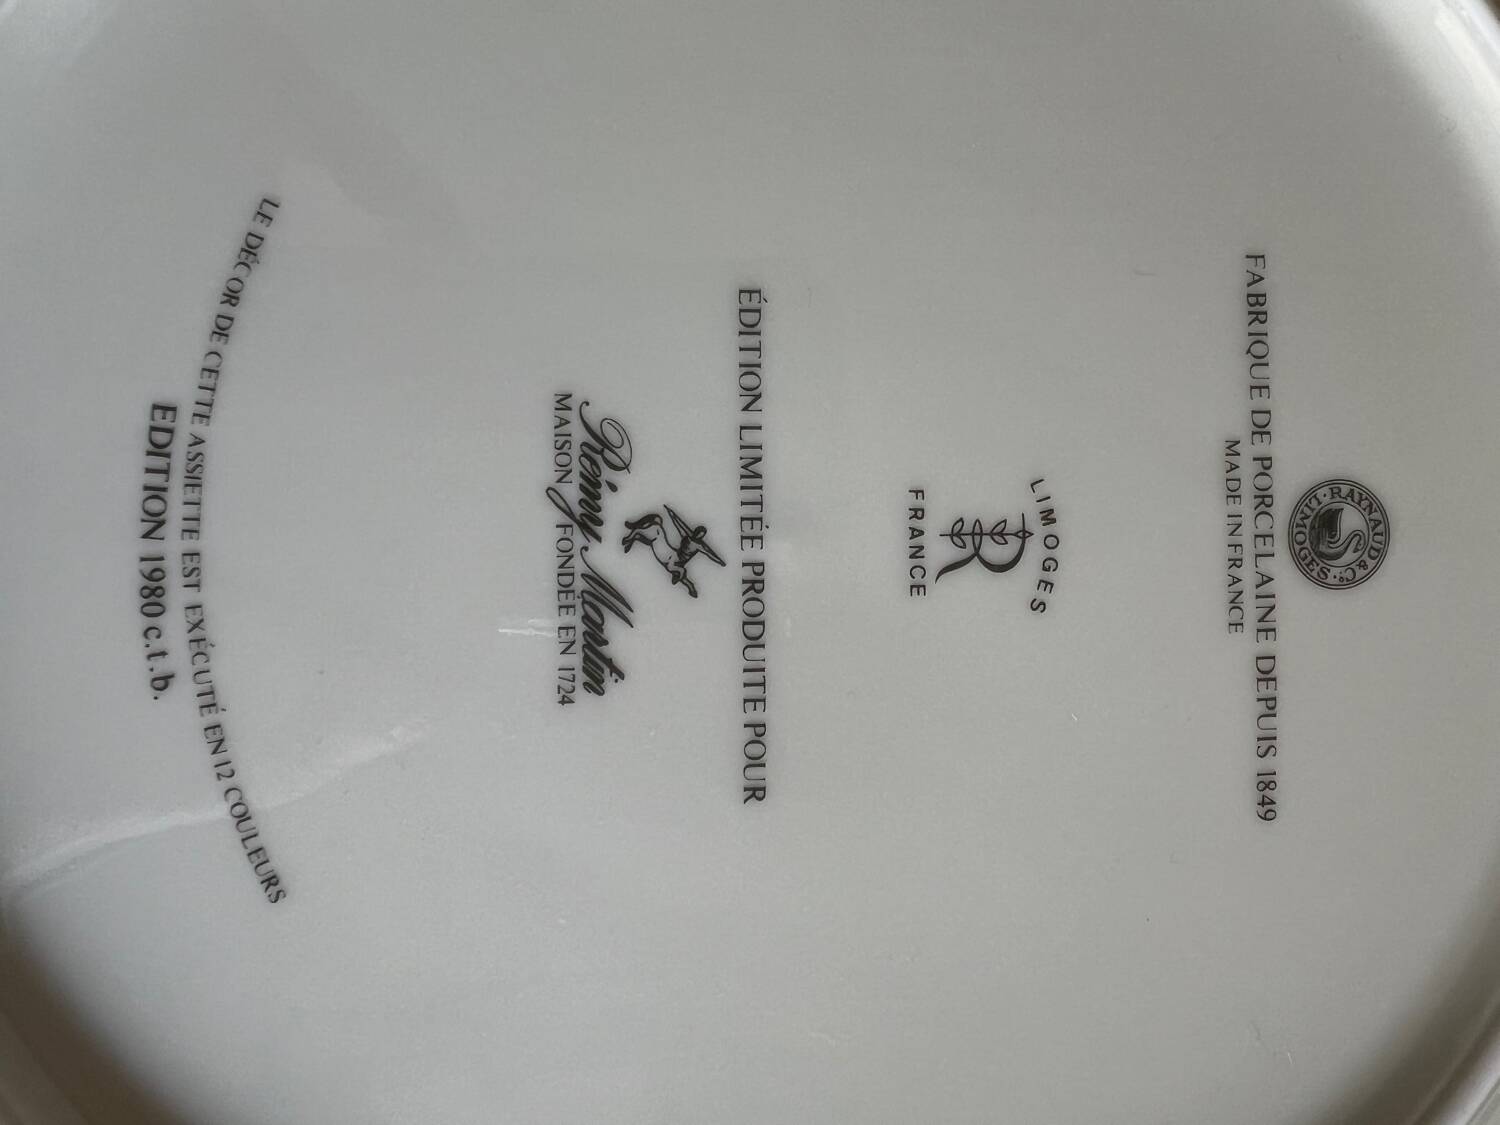 RAYNAUD & Co. · LIMOGES ·
FABRIQUE DE PORCELAINE DEPUIS 1849
MADE IN FRANCE
LIMOGES
R
FRANCE
ÉDITION LIMITÉE PRODUITE POUR
Rémy Martin
MAISON FONDÉE EN 1724
LE DÉCOR DE CETTE ASSIETTE EST EXÉCUTÉ EN 12 COULEURS
EDITION 1980 c.t.b.